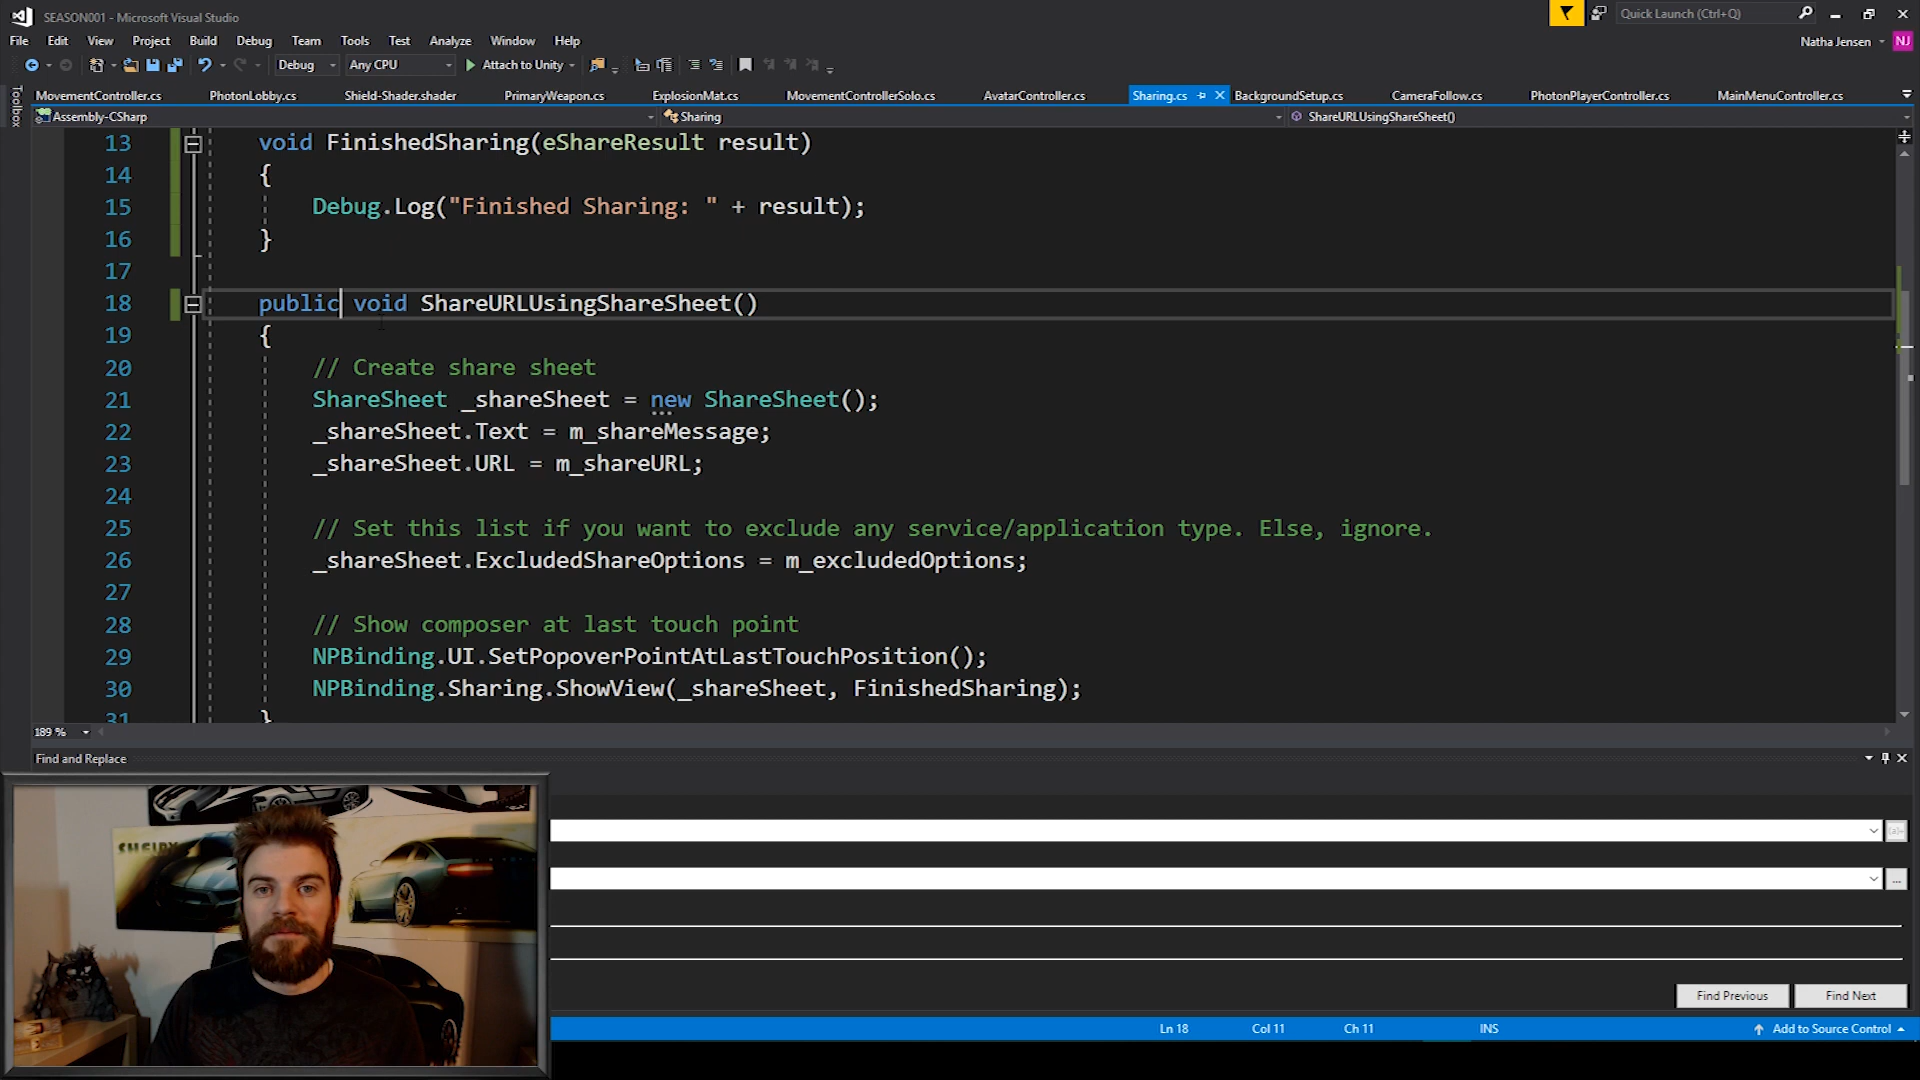 SEASON001 - Microsoft Visual Studio
Quick Launch (Ctrl+Q)
File Edit View Project Build Debug Team Tools Test Analyze Window Help
Natha Jensen NJ
Debug Any CPU Attach to Unity
Toolbox
MovementController.cs PhotonLobby.cs Shield-Shader.shader PrimaryWeapon.cs ExplosionMat.cs MovementControllerSolo.cs AvatarController.cs Sharing.cs BackgroundSetup.cs CameraFollow.cs PhotonPlayerController.cs MainMenuController.cs
Assembly-CSharp Sharing ShareURLUsingShareSheet()
13 void FinishedSharing(eShareResult result)
14 {
15 Debug.Log("Finished Sharing: " + result);
16 }
17
18 public void ShareURLUsingShareSheet()
19 {
20 // Create share sheet
21 ShareSheet _shareSheet = new ShareSheet();
22 _shareSheet.Text = m_shareMessage;
23 _shareSheet.URL = m_shareURL;
24
25 // Set this list if you want to exclude any service/application type. Else, ignore.
26 _shareSheet.ExcludedShareOptions = m_excludedOptions;
27
28 // Show composer at last touch point
29 NPBinding.UI.SetPopoverPointAtLastTouchPosition();
30 NPBinding.Sharing.ShowView(_shareSheet, FinishedSharing);
31 }
189 %
Find and Replace
SHELBY
...
Find Previous Find Next
Ln 18 Col 11 Ch 11 INS Add to Source Control